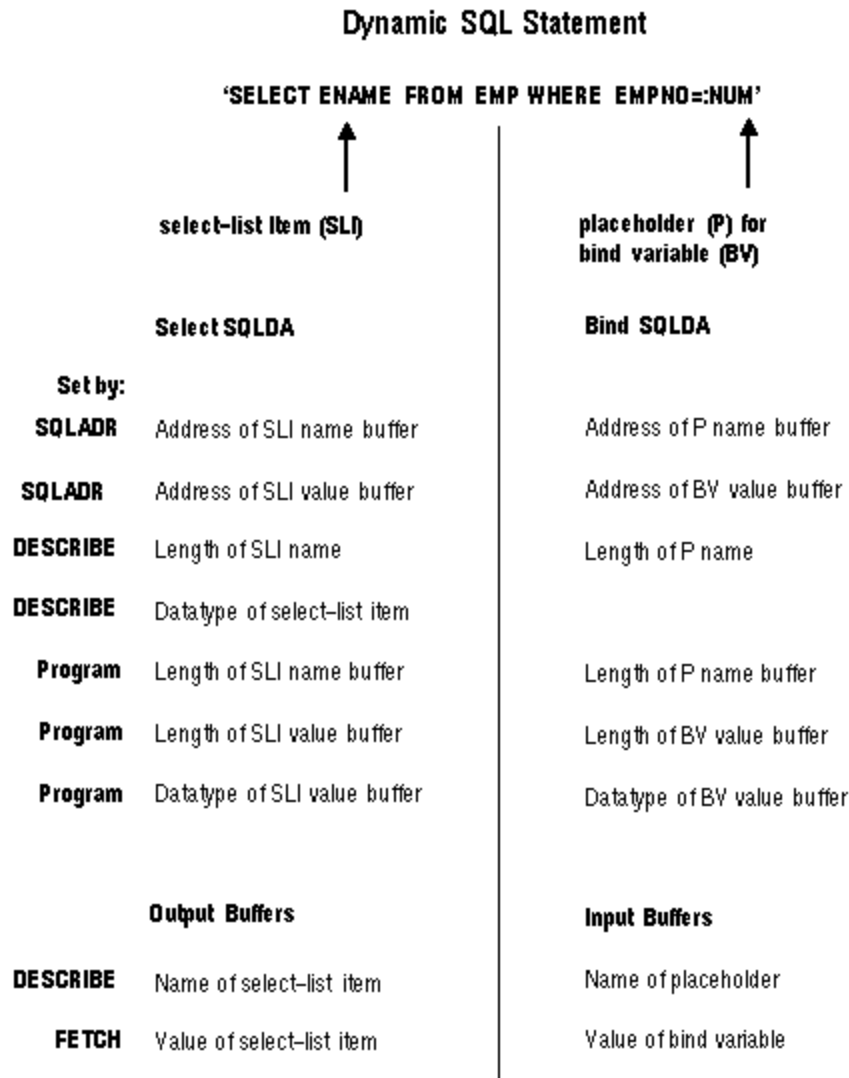 Dynamic SQL Statement
‘SELECT ENAME FROM EMP WHERE EMPNO=:NUM’
select–list Item (SLI)
placeholder (P) for
bind variable (BV)
Select SQLDA
Bind SQLDA
Set by:
SQLADR Address of SLI name buffer Address of P name buffer
SQLADR Address of SLI value buffer Address of BV value buffer
DESCRIBE Length of SLI name Length of P name
DESCRIBE Datatype of select–list item
Program Length of SLI name buffer Length of P name buffer
Program Length of SLI value buffer Length of BV value buffer
Program Datatype of SLI value buffer Datatype of BV value buffer
Output Buffers Input Buffers
DESCRIBE Name of select–list item Name of placeholder
FETCH Value of select–list item Value of bind variable